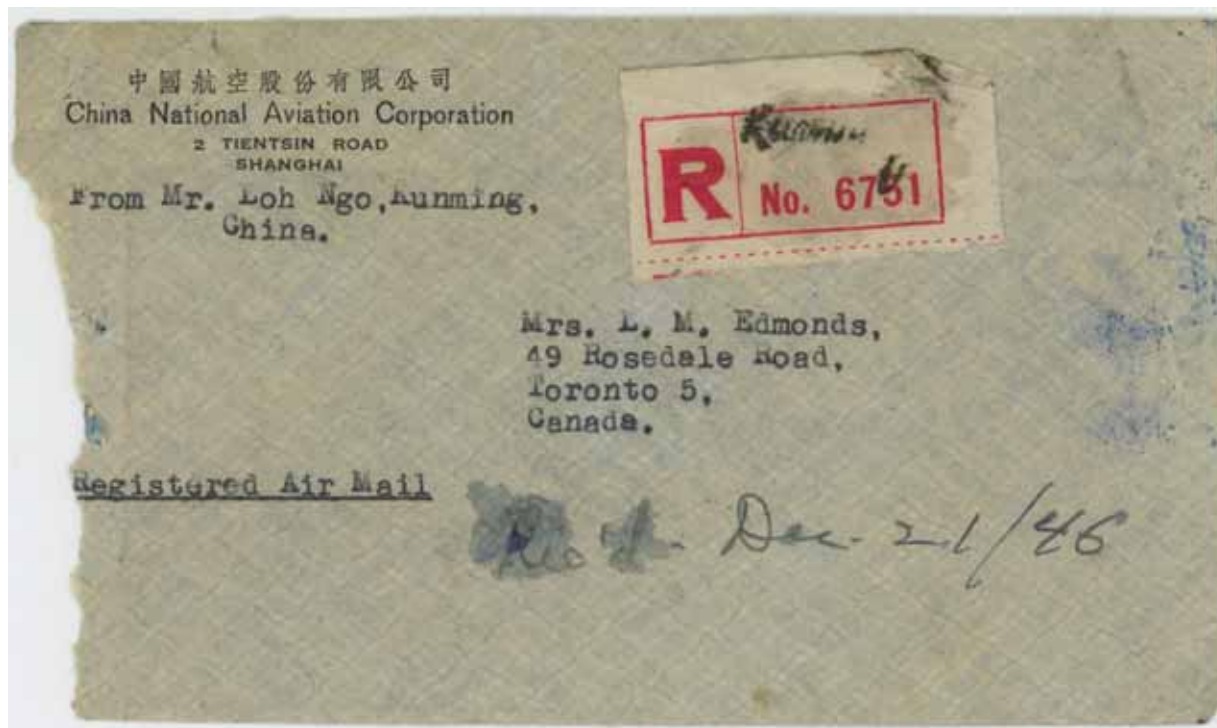 中國航空股份有限公司
China National Aviation Corporation
2 TIENTSIN ROAD
SHANGHAI
From Mr. Loh Ngo,Kunming,
China.
R
No. 6751
Mrs. L. M. Edmonds,
49 Rosedale Road,
Toronto 5,
Canada.
Registered Air Mail
Dec. 21/46